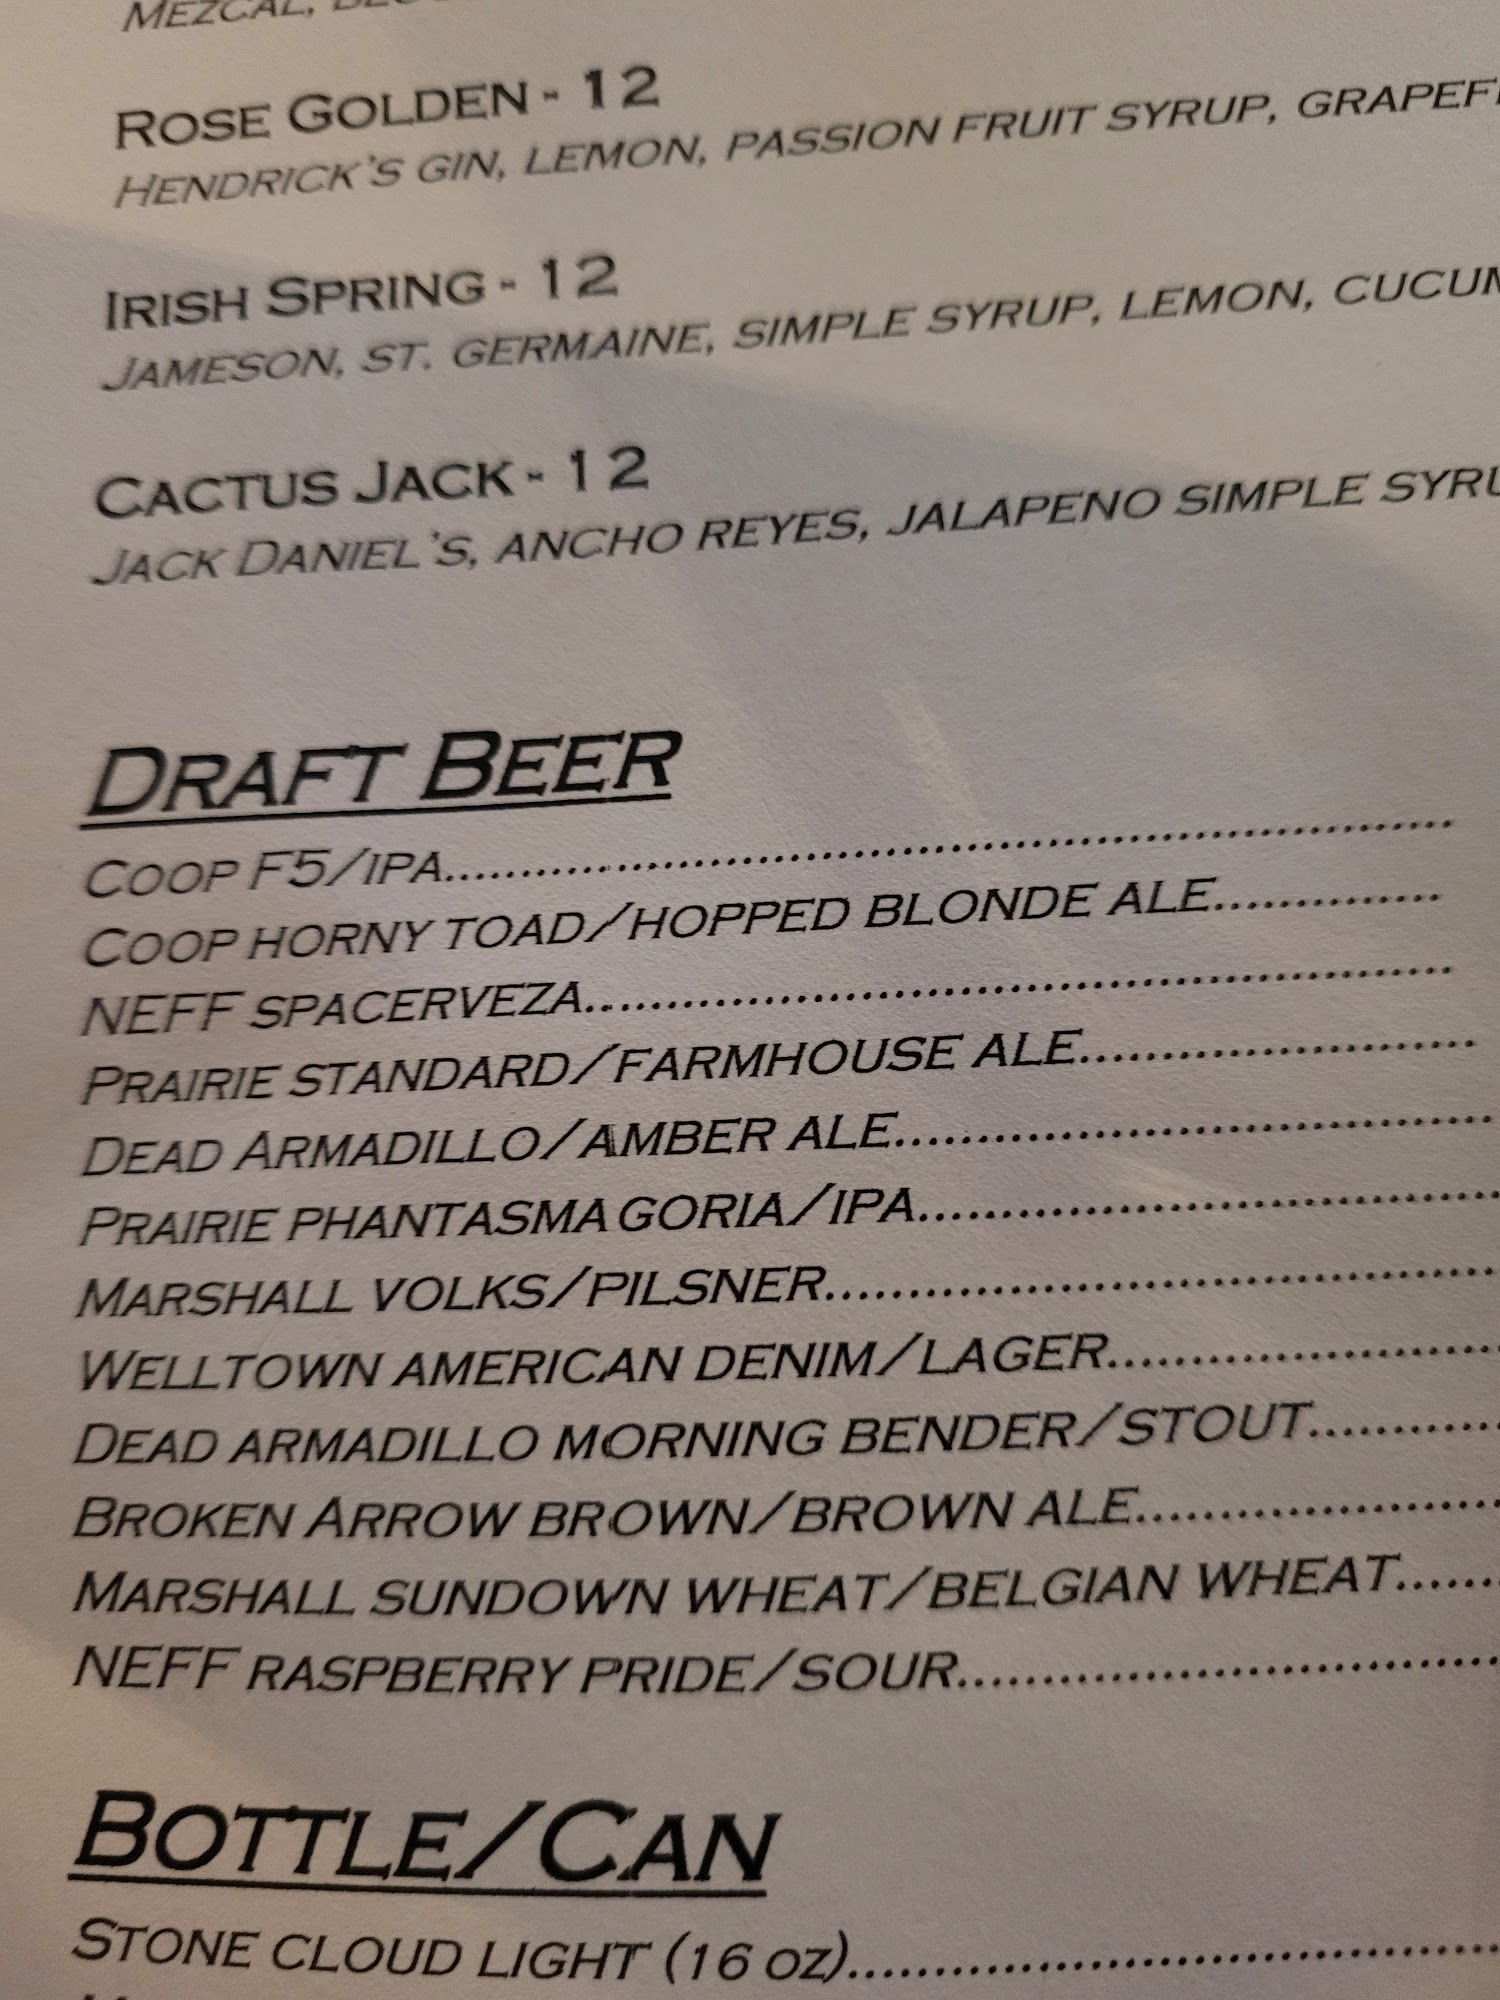 MEZCAL,
ROSE GOLDEN - 12
HENDRICK'S GIN, LEMON, PASSION FRUIT SYRUP,
IRISH SPRING - 12
JAMESON, ST. GERMAINE, SIMPLE SYRUP, LEMON,
CACTUS JACK - 12
JACK DANIEL'S, ANCHO REYES, JALAPENO SIMPLE
DRAFT BEER
COOP F5/IPA
COOP HORNY TOAD/HOPPED BLONDE ALE
NEFF SPACERVEZA
PRAIRIE STANDARD/FARMHOUSE ALE
DEAD ARMADILLO/AMBER ALE
PRAIRIE PHANTASMAGORIA/IPA
MARSHALL VOLKS/PILSNER
WELLTOWN AMERICAN DENIM/LAGER
DEAD ARMADILLO MORNING BENDER/STOUT
BROKEN ARROW BROWN/BROWN ALE
MARSHALL SUNDOWN WHEAT/BELGIAN WHEAT
NEFF RASPBERRY PRIDE/SOUR
BOTTLE/CAN
STONE CLOUD LIGHT (16 OZ)